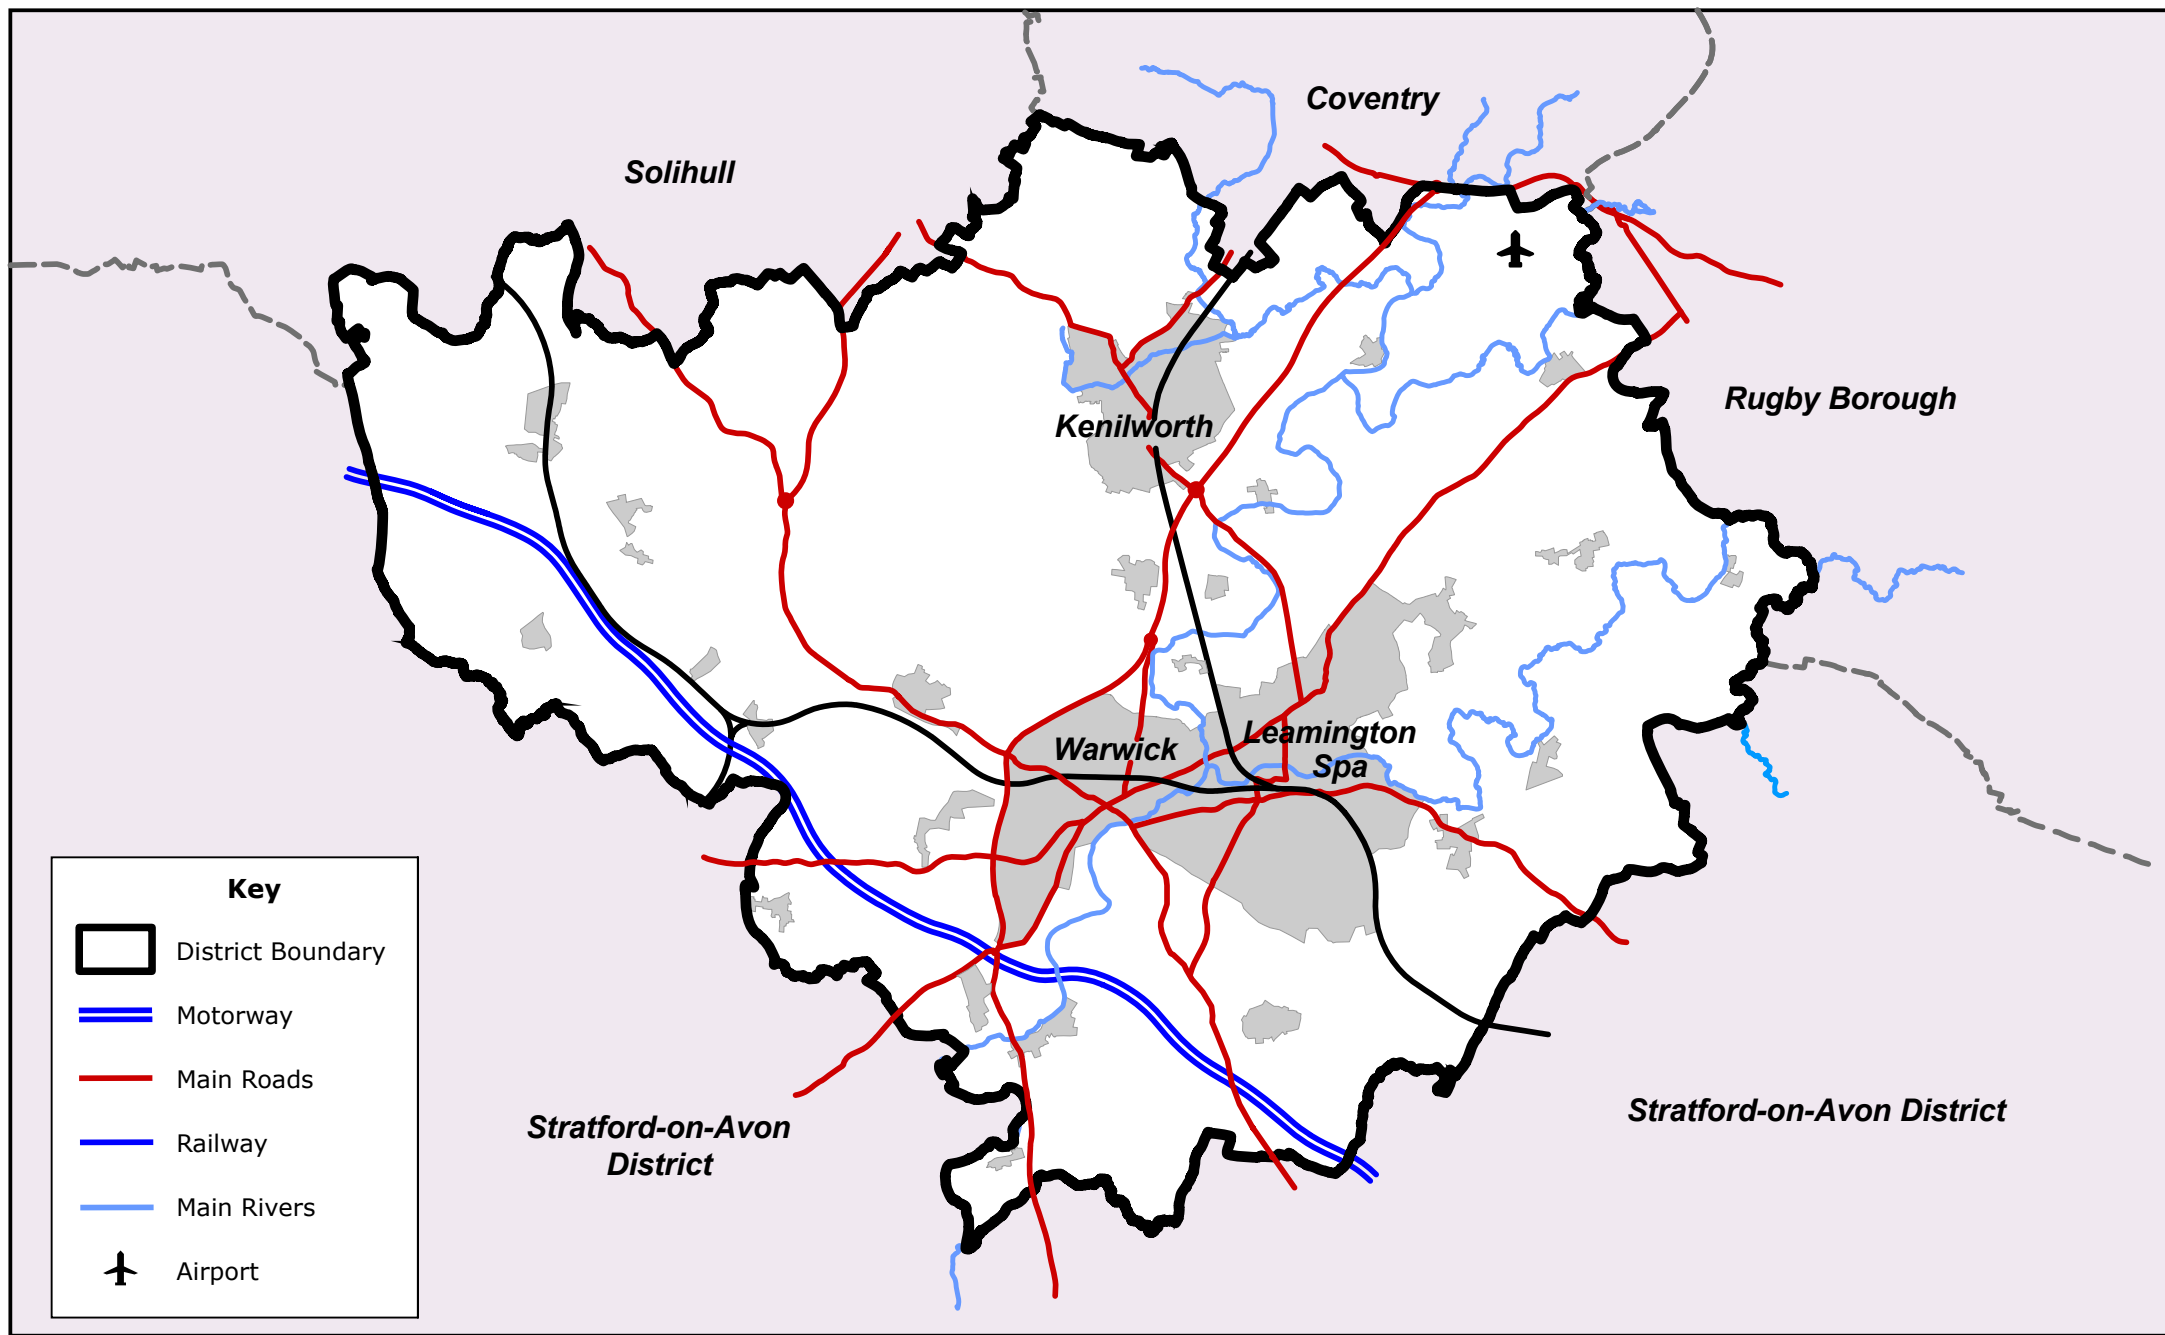 Coventry
Solihull
Rugby Borough
Kenilworth
Warwick
Leamington
Spa
Stratford-on-Avon
District
Stratford-on-Avon District
Key
District Boundary
Motorway
Main Roads
Railway
Main Rivers
Airport